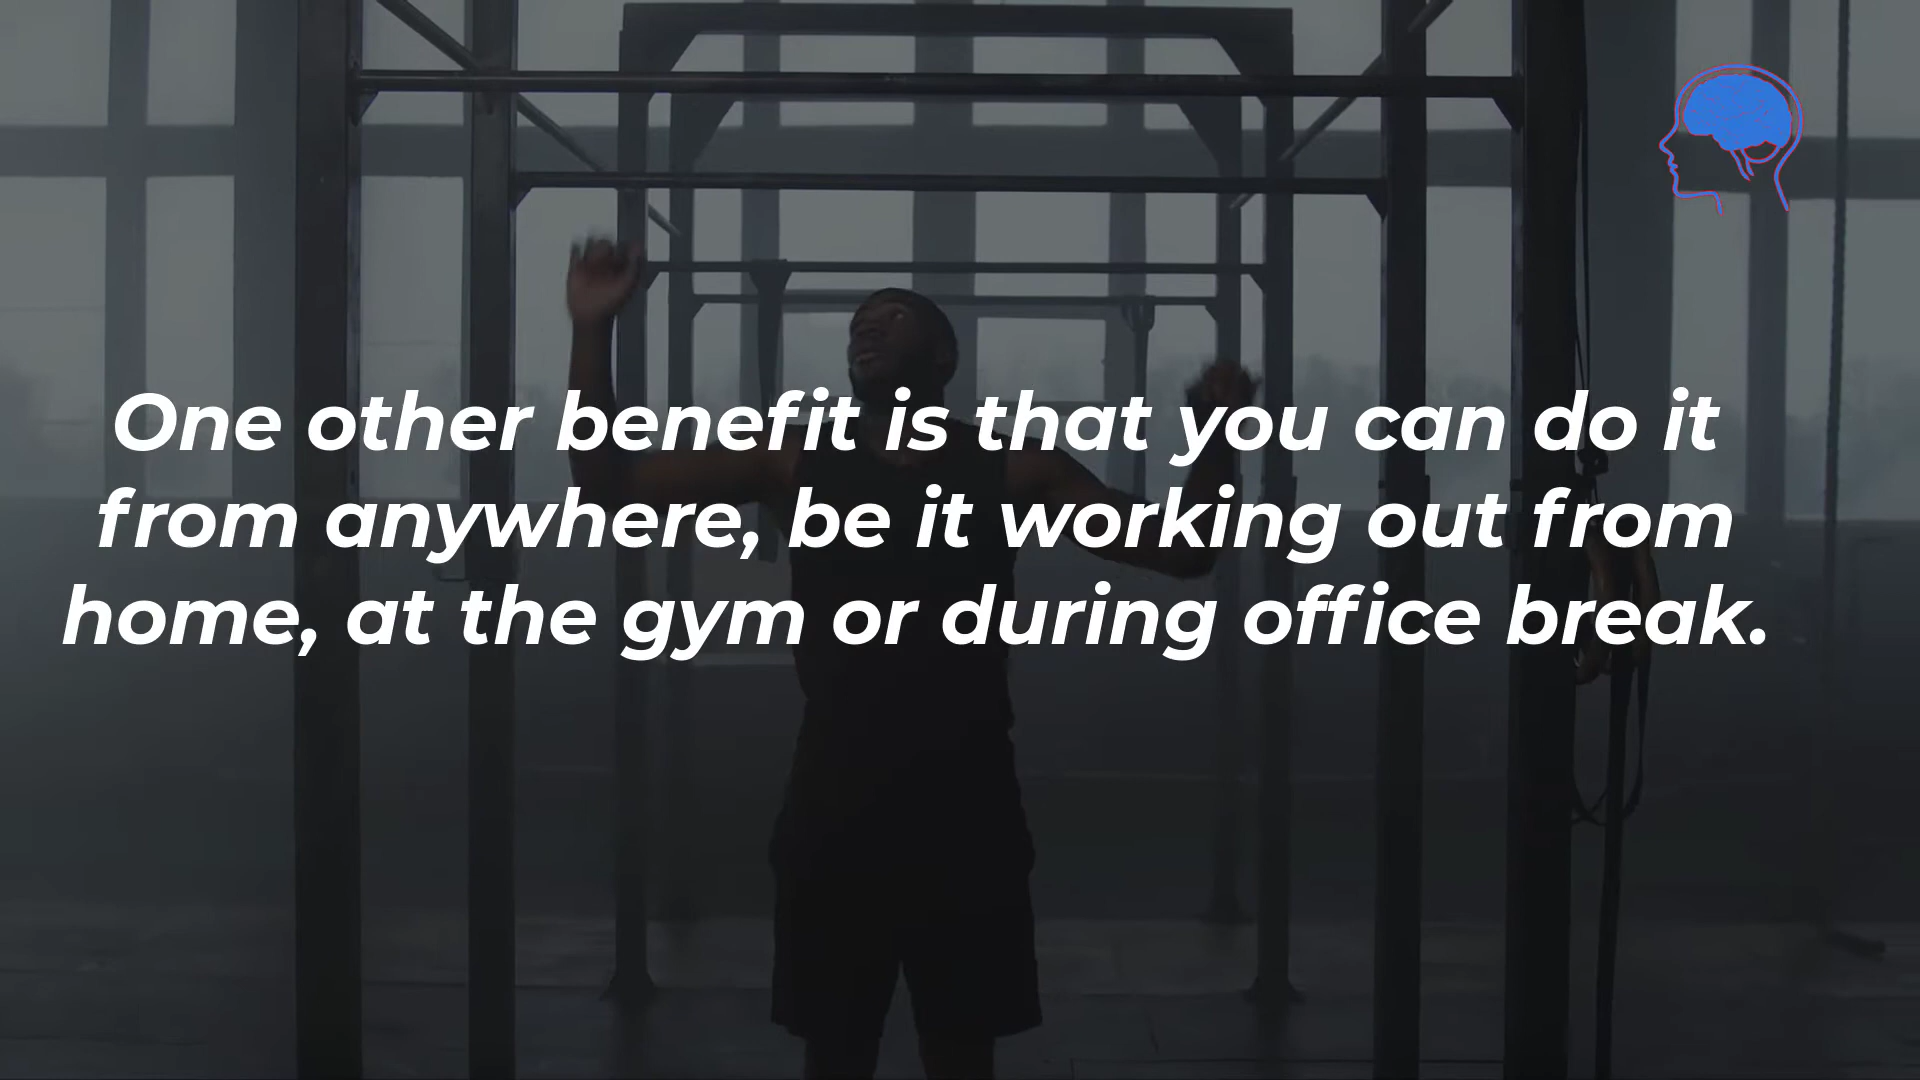 One other benefit is that you can do it
from anywhere, be it working out from
home, at the gym or during office break.